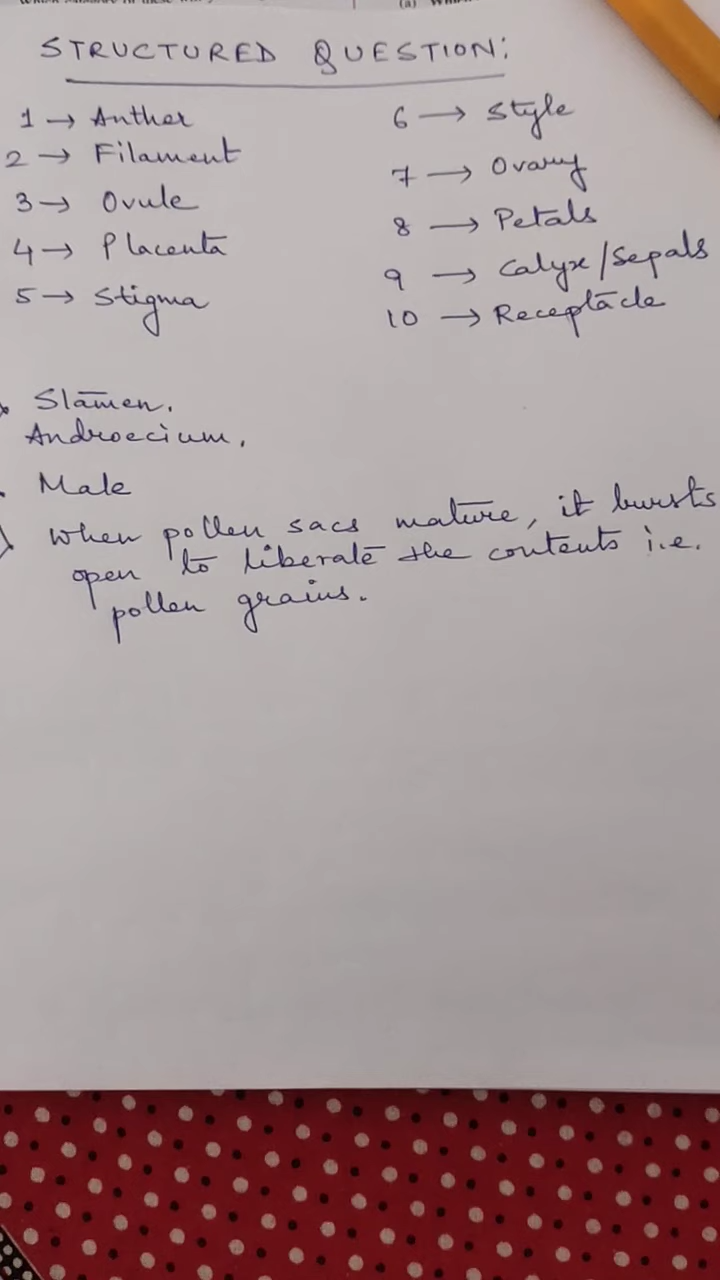 STRUCTURED QUESTION:
1 → Anther
2 → Filament
3 → Ovule
4 → Placenta
5 → Stigma
6 → Style
7 → Ovary
8 → Petals
9 → Calyx/Sepals
10 → Receptacle
Stamen.
Androecium.
Male
When pollen sacs mature, it bursts
open to liberate the contents i.e.
pollen grains.